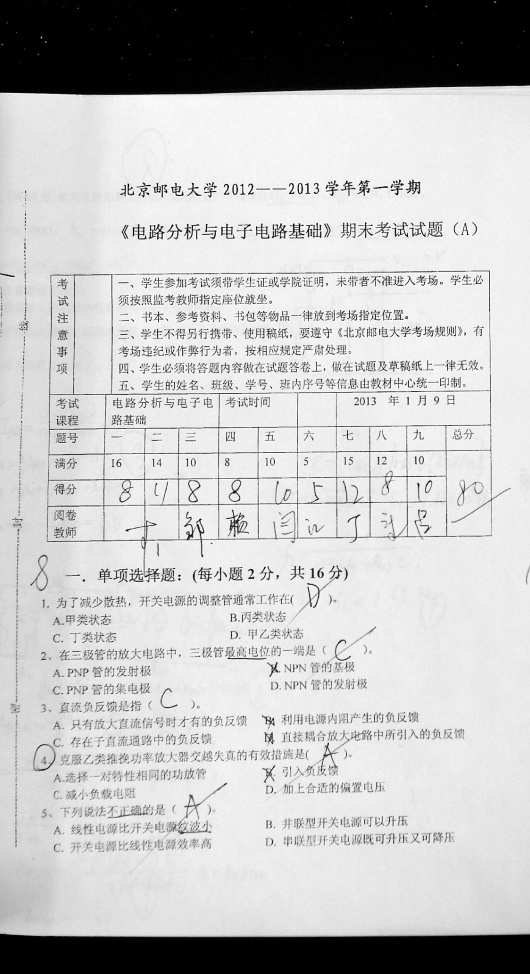 北京邮电大学2012——2013学年第一学期
《电路分析与电子电路基础》期末考试试题（A）
考试注意事项
一、学生参加考试须带学生证或学院证明，未带者不准进入考场。学生必
须按照监考教师指定座位就坐。
二、书本、参考资料、书包等物品一律放到考场指定位置。
三、学生不得另行携带、使用稿纸，要遵守《北京邮电大学考场规则》，有
考场违纪或作弊行为者，按相应规定严肃处理。
四、学生必须将答题内容做在试题答卷上，做在试题及草稿纸上一律无效。
五、学生的姓名、班级、学号、班内序号等信息由教材中心统一印制。
考试课程 电路分析与电子电路基础 考试时间 2013 年 1 月 9 日
题号 一 二 三 四 五 六 七 八 九 总分
满分 16 14 10 8 10 5 15 12 10
得分 8 11 8 8 10 5 12 8 10 80
阅卷教师
8 一．单项选择题：(每小题 2 分，共 16 分)
1、为了减少散热，开关电源的调整管通常工作在( D )。
A.甲类状态 B.丙类状态
C. 丁类状态 D. 甲乙类状态
2、在三极管的放大电路中，三极管最高电位的一端是（ C ）。
A. PNP 管的发射极 B. NPN 管的基极
C. PNP 管的集电极 D. NPN 管的发射极
3、直流负反馈是指（ C ）。
A. 只有放大直流信号时才有的负反馈 B. 利用电源内阻产生的负反馈
C. 存在于直流通路中的负反馈 D. 直接耦合放大电路中所引入的负反馈
4、克服乙类推挽功率放大器交越失真的有效措施是( A )。
A.选择一对特性相同的功放管 B. 引入负反馈
C. 减小负载电阻 D. 加上合适的偏置电压
5、下列说法不正确的是（ A ）。
A. 线性电源比开关电源纹波小 B. 并联型开关电源可以升压
C. 开关电源比线性电源效率高 D. 串联型开关电源既可升压又可降压